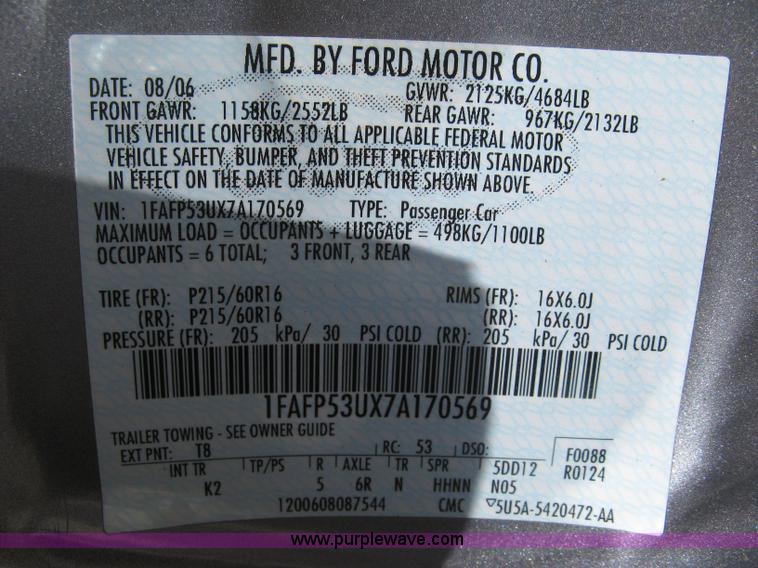 MFD. BY FORD MOTOR CO.
DATE: 08/06 GVWR: 2125KG/4684LB
FRONT GAWR: 1158KG/2552LB REAR GAWR: 967KG/2132LB
THIS VEHICLE CONFORMS TO ALL APPLICABLE FEDERAL MOTOR
VEHICLE SAFETY, BUMPER, AND THEFT PREVENTION STANDARDS
IN EFFECT ON THE DATE OF MANUFACTURE SHOWN ABOVE.
VIN: 1FAFP53UX7A170569 TYPE: Passenger Car
MAXIMUM LOAD = OCCUPANTS + LUGGAGE = 498KG/1100LB
OCCUPANTS = 6 TOTAL; 3 FRONT, 3 REAR
TIRE (FR): P215/60R16 RIMS (FR): 16X6.0J
(RR): P215/60R16 (RR): 16X6.0J
PRESSURE (FR): 205 kPa/ 30 PSI COLD (RR): 205 kPa/ 30 PSI COLD
1FAFP53UX7A170569
TRAILER TOWING - SEE OWNER GUIDE
EXT PNT: T8 RC: 53 DSO: F0088
INT TR TP/PS R AXLE TR SPR 5DD12 R0124
K2 5 6R N HHNN N05
1200608087544 CMC 5U5A-5420472-AA
www.purplewave.com